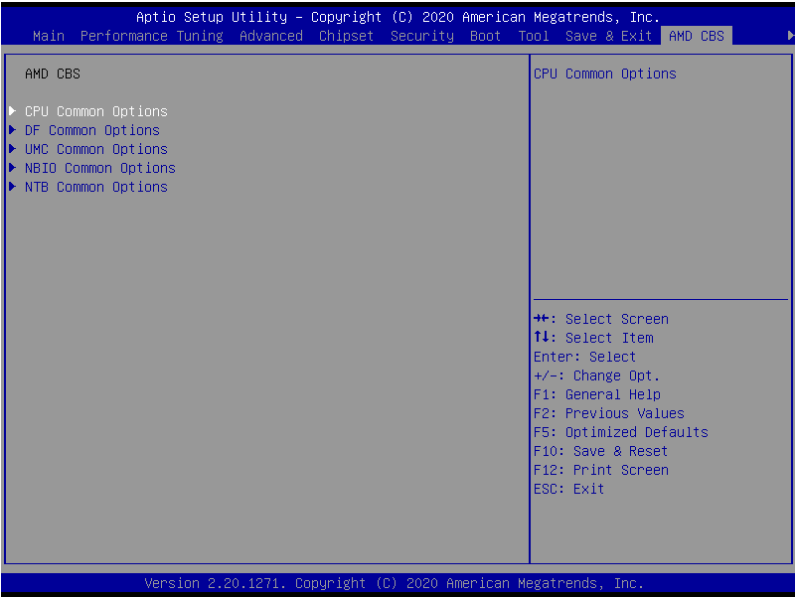 Aptio Setup Utility – Copyright (C) 2020 American Megatrends, Inc.
Main Performance Tuning Advanced Chipset Security Boot Tool Save & Exit AMD CBS
AMD CBS
CPU Common Options
DF Common Options
UMC Common Options
NBIO Common Options
NTB Common Options
CPU Common Options
→←: Select Screen
↑↓: Select Item
Enter: Select
+/-: Change Opt.
F1: General Help
F2: Previous Values
F5: Optimized Defaults
F10: Save & Reset
F12: Print Screen
ESC: Exit
Version 2.20.1271. Copyright (C) 2020 American Megatrends, Inc.